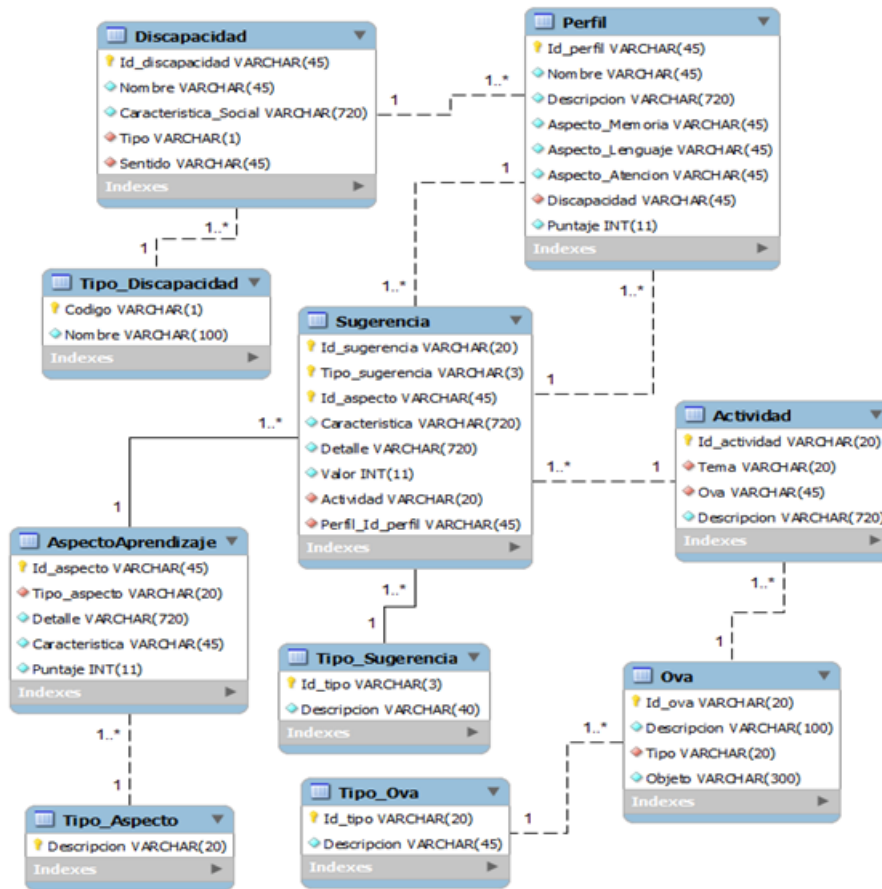 Discapacidad
Id_discapacidad VARCHAR(45)
Nombre VARCHAR(45)
Caracteristica_Social VARCHAR(720)
Tipo VARCHAR(1)
Sentido VARCHAR(45)
Indexes
Perfil
Id_perfil VARCHAR(45)
Nombre VARCHAR(45)
Descripcion VARCHAR(720)
Aspecto_Memoria VARCHAR(45)
Aspecto_Lenguaje VARCHAR(45)
Aspecto_Atencion VARCHAR(45)
Discapacidad VARCHAR(45)
Puntaje INT(11)
Indexes
1
1..*
1..*
1
1
1..*
1..*
1
Tipo_Discapacidad
Codigo VARCHAR(1)
Nombre VARCHAR(100)
Indexes
Sugerencia
Id_sugerencia VARCHAR(20)
Tipo_sugerencia VARCHAR(3)
Id_aspecto VARCHAR(45)
Caracteristica VARCHAR(720)
Detalle VARCHAR(720)
Valor INT(11)
Actividad VARCHAR(20)
Perfil_Id_perfil VARCHAR(45)
Indexes
Actividad
Id_actividad VARCHAR(20)
Tema VARCHAR(20)
Ova VARCHAR(45)
Descripcion VARCHAR(720)
Indexes
1..*
1
1..*
1
AspectoAprendizaje
Id_aspecto VARCHAR(45)
Tipo_aspecto VARCHAR(20)
Detalle VARCHAR(720)
Caracteristica VARCHAR(45)
Puntaje INT(11)
Indexes
1..*
1
1..*
1
Tipo_Sugerencia
Id_tipo VARCHAR(3)
Descripcion VARCHAR(40)
Indexes
Ova
Id_ova VARCHAR(20)
Descripcion VARCHAR(100)
Tipo VARCHAR(20)
Objeto VARCHAR(300)
Indexes
1..*
1
1..*
1
Tipo_Aspecto
Descripcion VARCHAR(20)
Indexes
Tipo_Ova
Id_tipo VARCHAR(20)
Descripcion VARCHAR(45)
Indexes